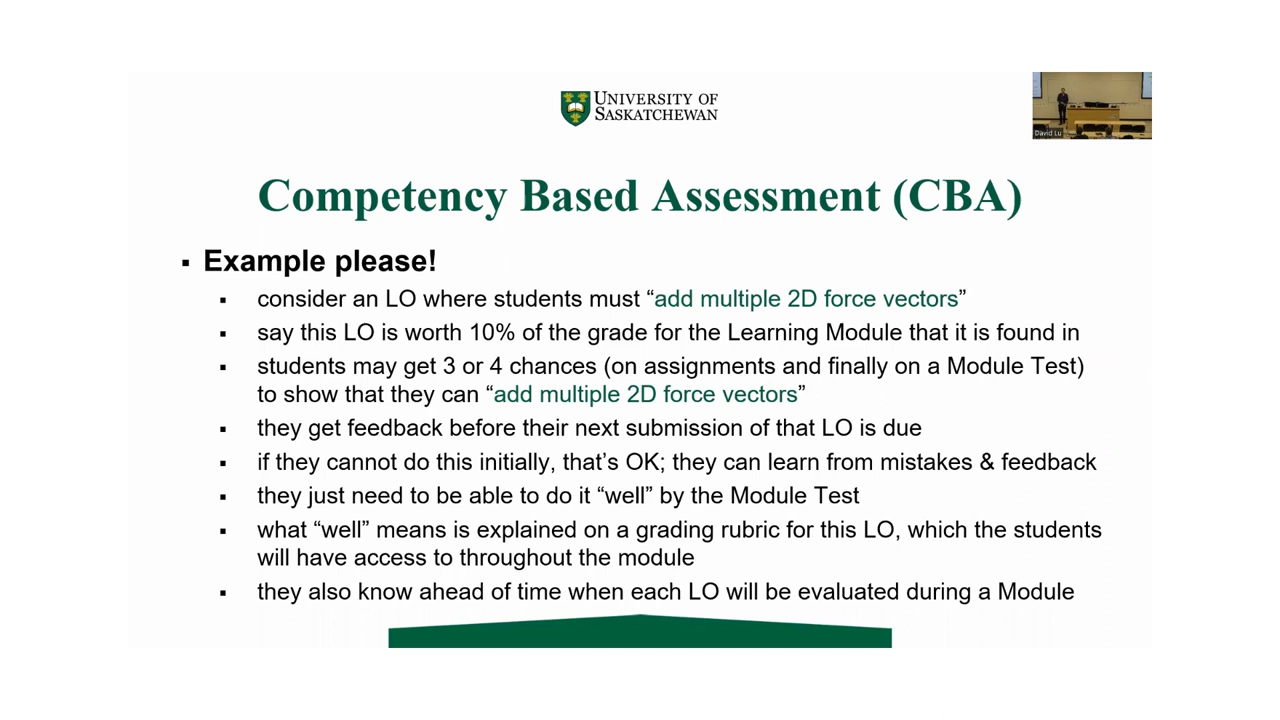 UNIVERSITY OF
SASKATCHEWAN
David Lu
Competency Based Assessment (CBA)
▪ Example please!
▪ consider an LO where students must “add multiple 2D force vectors”
▪ say this LO is worth 10% of the grade for the Learning Module that it is found in
▪ students may get 3 or 4 chances (on assignments and finally on a Module Test)
to show that they can “add multiple 2D force vectors”
▪ they get feedback before their next submission of that LO is due
▪ if they cannot do this initially, that’s OK; they can learn from mistakes & feedback
▪ they just need to be able to do it “well” by the Module Test
▪ what “well” means is explained on a grading rubric for this LO, which the students
will have access to throughout the module
▪ they also know ahead of time when each LO will be evaluated during a Module